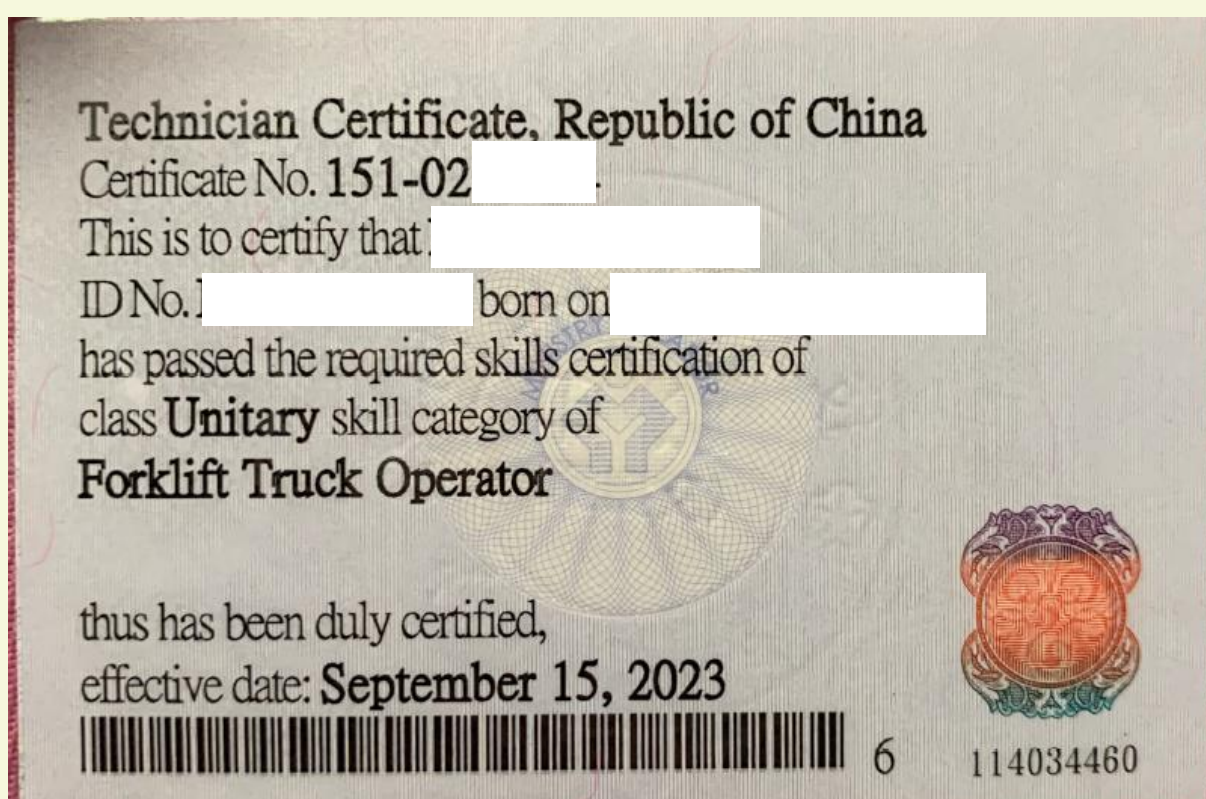 Technician Certificate, Republic of China
Certificate No. 151-02
This is to certify that
ID No. born on
has passed the required skills certification of
class Unitary skill category of
Forklift Truck Operator
thus has been duly certified,
effective date: September 15, 2023
6 114034460